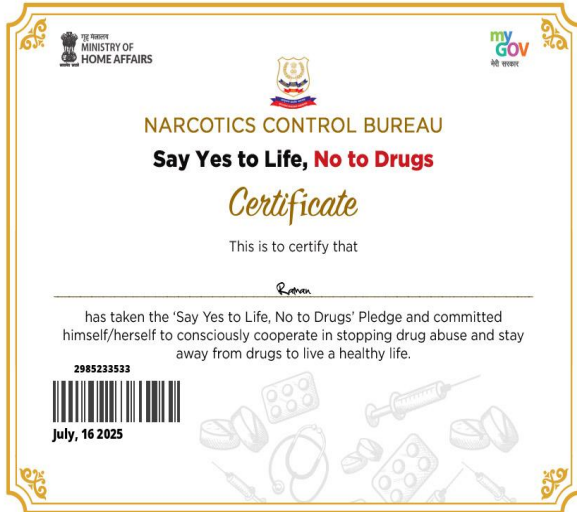 गृह मंत्रालय
MINISTRY OF
HOME AFFAIRS
my
GOV
मेरी सरकार
NARCOTICS CONTROL BUREAU
Say Yes to Life, No to Drugs
Certificate
This is to certify that
Raman
has taken the ‘Say Yes to Life, No to Drugs’ Pledge and committed
himself/herself to consciously cooperate in stopping drug abuse and stay
away from drugs to live a healthy life.
2985233533
July, 16 2025